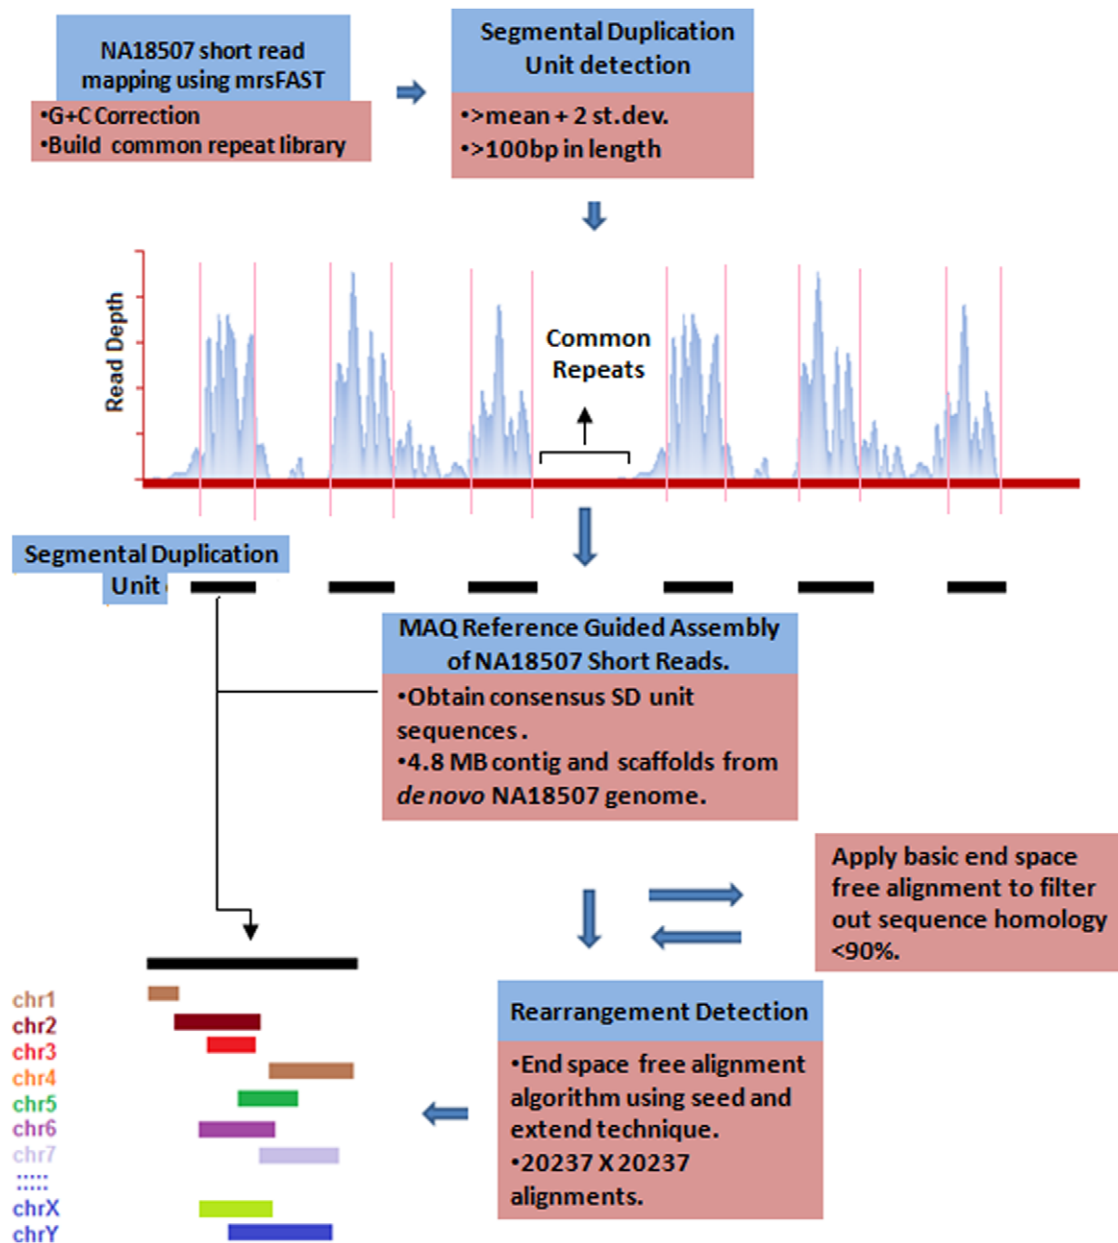 NA18507 short read
mapping using mrsFAST
•G+C Correction
•Build common repeat library
Segmental Duplication
Unit detection
•>mean + 2 st.dev.
•>100bp in length
Read Depth
Common
Repeats
Segmental Duplication
Unit
MAQ Reference Guided Assembly
of NA18507 Short Reads.
•Obtain consensus SD unit
sequences .
•4.8 MB contig and scaffolds from
de novo NA18507 genome.
Apply basic end space
free alignment to filter
out sequence homology
<90%.
Rearrangement Detection
•End space free alignment
algorithm using seed and
extend technique.
•20237 X 20237
alignments.
chr1
chr2
chr3
chr4
chr5
chr6
chr7
:::::
chrX
chrY